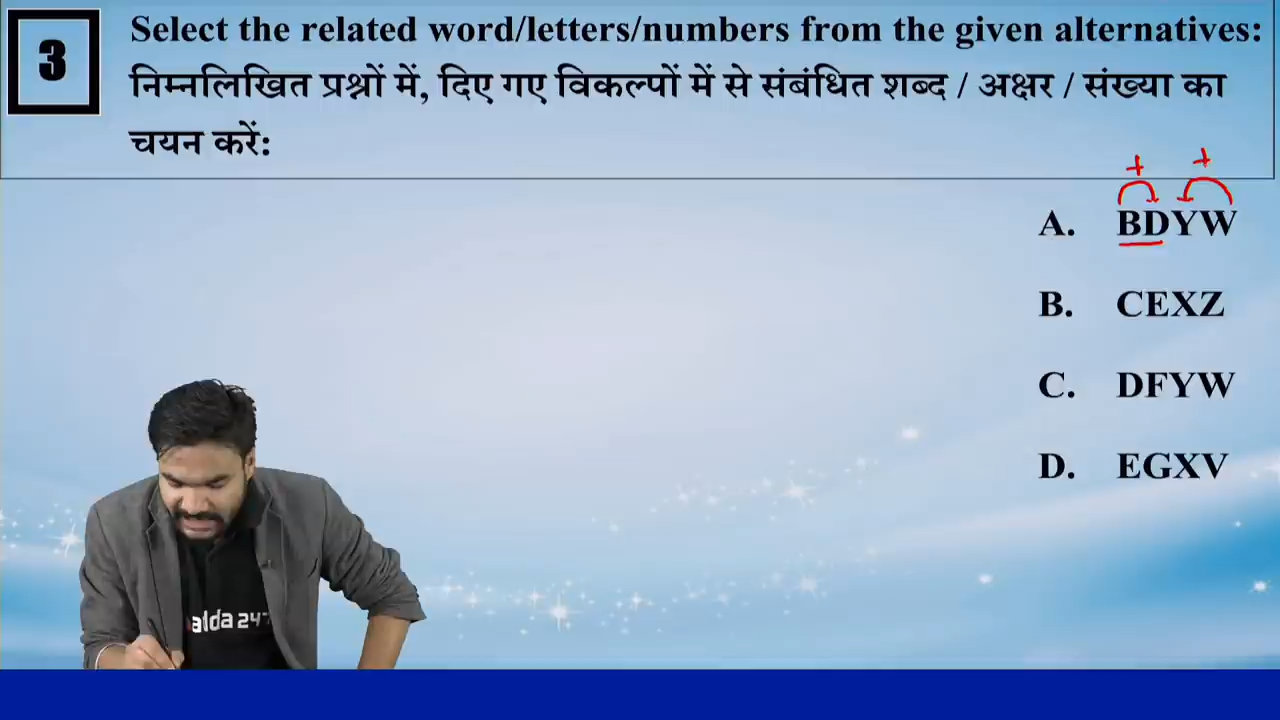 3
Select the related word/letters/numbers from the given alternatives:
निम्नलिखित प्रश्नों में, दिए गए विकल्पों में से संबंधित शब्द / अक्षर / संख्या का
चयन करें:
+ +
A. BDYW
B. CEXZ
C. DFYW
D. EGXV
adda 247